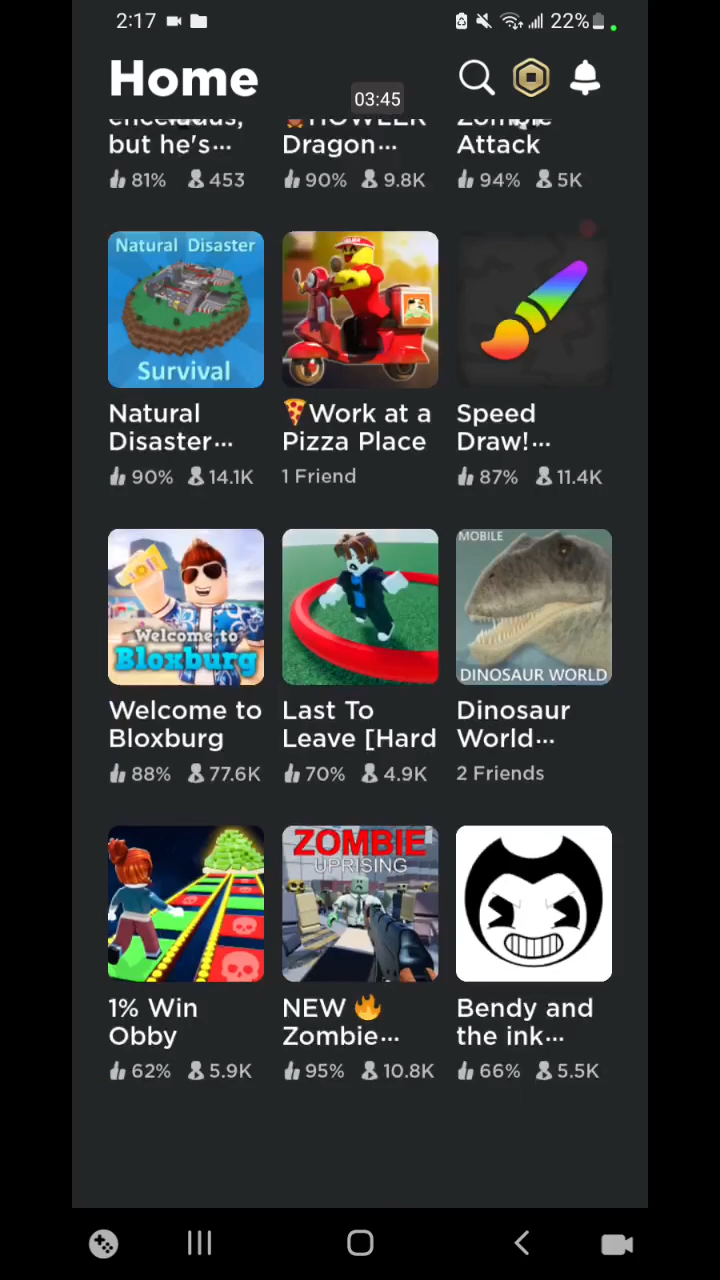 2:17
22%
Home
03:45
enceladus,
but he's...
81% 453
HOWLER
Dragon...
90% 9.8K
Zombie
Attack
94% 5K
Natural Disaster
Survival
Natural
Disaster...
90% 14.1K
Work at a
Pizza Place
1 Friend
Speed
Draw!...
87% 11.4K
Welcome to
Bloxburg
Welcome to
Bloxburg
88% 77.6K
Last To
Leave [Hard
70% 4.9K
MOBILE
DINOSAUR WORLD
Dinosaur
World...
2 Friends
1% Win
Obby
62% 5.9K
ZOMBIE
UPRISING
NEW 🔥
Zombie...
95% 10.8K
Bendy and
the ink...
66% 5.5K